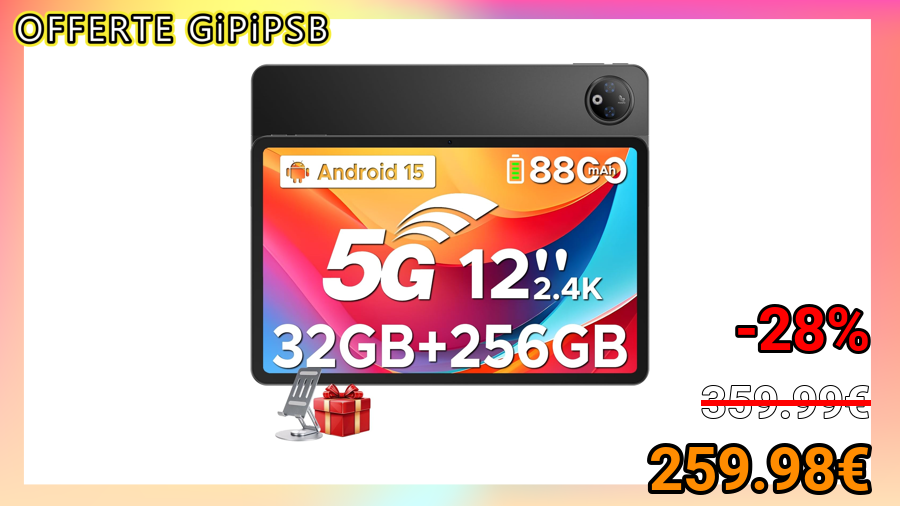 OFFERTE GiPiPSB
Android 15
8800
mAh
5G 12''
2.4K
32GB+256GB
-28%
359.99€
259.98€